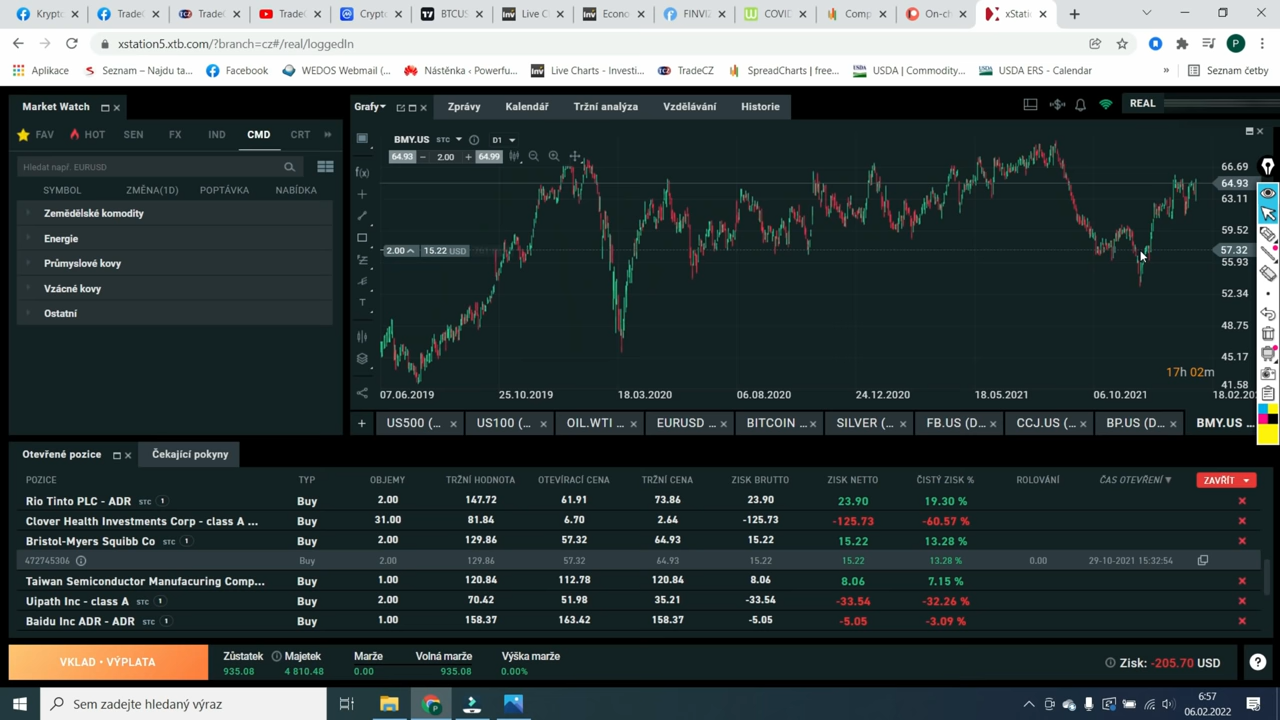 Krypto
TradeC
TradeC
TradeC
Crypto
BTCUS
Live C
Econo
FINVIZ
COVID
Comp
On-ch
xStatio
xstation5.xtb.com/?branch=cz#/real/loggedIn
P
Aplikace
Seznam – Najdu ta...
Facebook
WEDOS Webmail (...
Nástěnka ‹ Powerfu...
Live Charts - Investi...
TradeCZ
SpreadCharts | free...
USDA | Commodity...
USDA ERS - Calendar
»
Seznam četby
Market Watch
Grafy
Zprávy
Kalendář
Tržní analýza
Vzdělávání
Historie
REAL
FAV
HOT
SEN
FX
IND
CMD
CRT
»
Hledat např. EURUSD
SYMBOL
ZMĚNA(1D)
POPTÁVKA
NABÍDKA
Zemědělské komodity
Energie
Průmyslové kovy
Vzácné kovy
Ostatní
BMY.US STC D1
64.93 − 2.00 + 64.99
2.00 15.22 USD
66.69
64.93
63.11
59.52
57.32
55.93
52.34
48.75
45.17
41.58
17h 02m
07.06.2019
25.10.2019
18.03.2020
06.08.2020
24.12.2020
18.05.2021
06.10.2021
18.02.202
+
US500 (...
US100 (...
OIL.WTI ...
EURUSD ...
BITCOIN ...
SILVER (...
FB.US (D...
CCJ.US (...
BP.US (D...
BMY.US ...
Otevřené pozice
Čekající pokyny
POZICE TYP OBJEMY TRŽNÍ HODNOTA OTEVÍRACÍ CENA TRŽNÍ CENA ZISK BRUTTO ZISK NETTO ČISTÝ ZISK % ROLOVÁNÍ ČAS OTEVŘENÍ ZAVŘÍT
Rio Tinto PLC - ADR STC 1 Buy 2.00 147.72 61.91 73.86 23.90 23.90 19.30 %
Clover Health Investments Corp - class A ... Buy 31.00 81.84 6.70 2.64 -125.73 -125.73 -60.57 %
Bristol-Myers Squibb Co STC 1 Buy 2.00 129.86 57.32 64.93 15.22 15.22 13.28 %
472745306 Buy 2.00 129.86 57.32 64.93 15.22 15.22 13.28 % 0.00 29-10-2021 15:32:54
Taiwan Semiconductor Manufacuring Comp... Buy 1.00 120.84 112.78 120.84 8.06 8.06 7.15 %
Uipath Inc - class A STC 1 Buy 2.00 70.42 51.98 35.21 -33.54 -33.54 -32.26 %
Baidu Inc ADR - ADR STC 1 Buy 1.00 158.37 163.42 158.37 -5.05 -5.05 -3.09 %
VKLAD • VÝPLATA
Zůstatek Majetek Marže Volná marže Výška marže
935.08 4 810.48 0.00 935.08 0.00%
Zisk: -205.70 USD
Sem zadejte hledaný výraz
6:57
06.02.2022